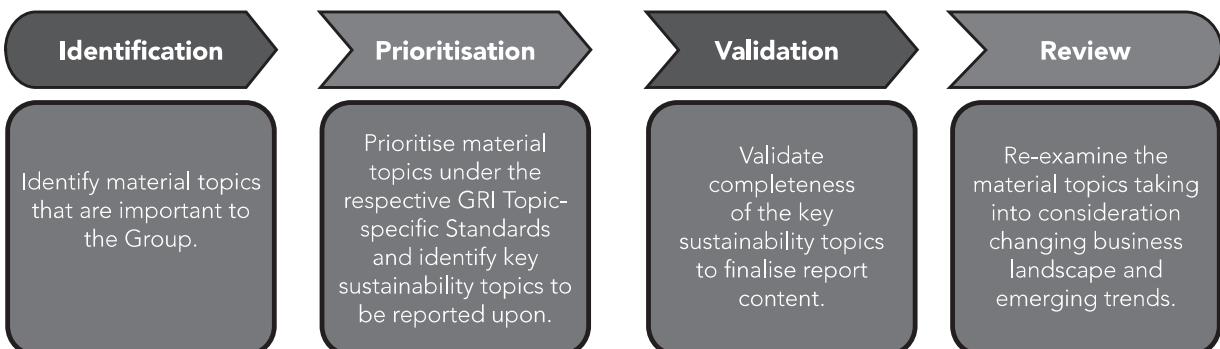 Identification
Identify material topics
that are important to
the Group.
Prioritisation
Prioritise material
topics under the
respective GRI Topic-
specific Standards
and identify key
sustainability topics to
be reported upon.
Validation
Validate
completeness
of the key
sustainability topics
to finalise report
content.
Review
Re-examine the
material topics taking
into consideration
changing business
landscape and
emerging trends.